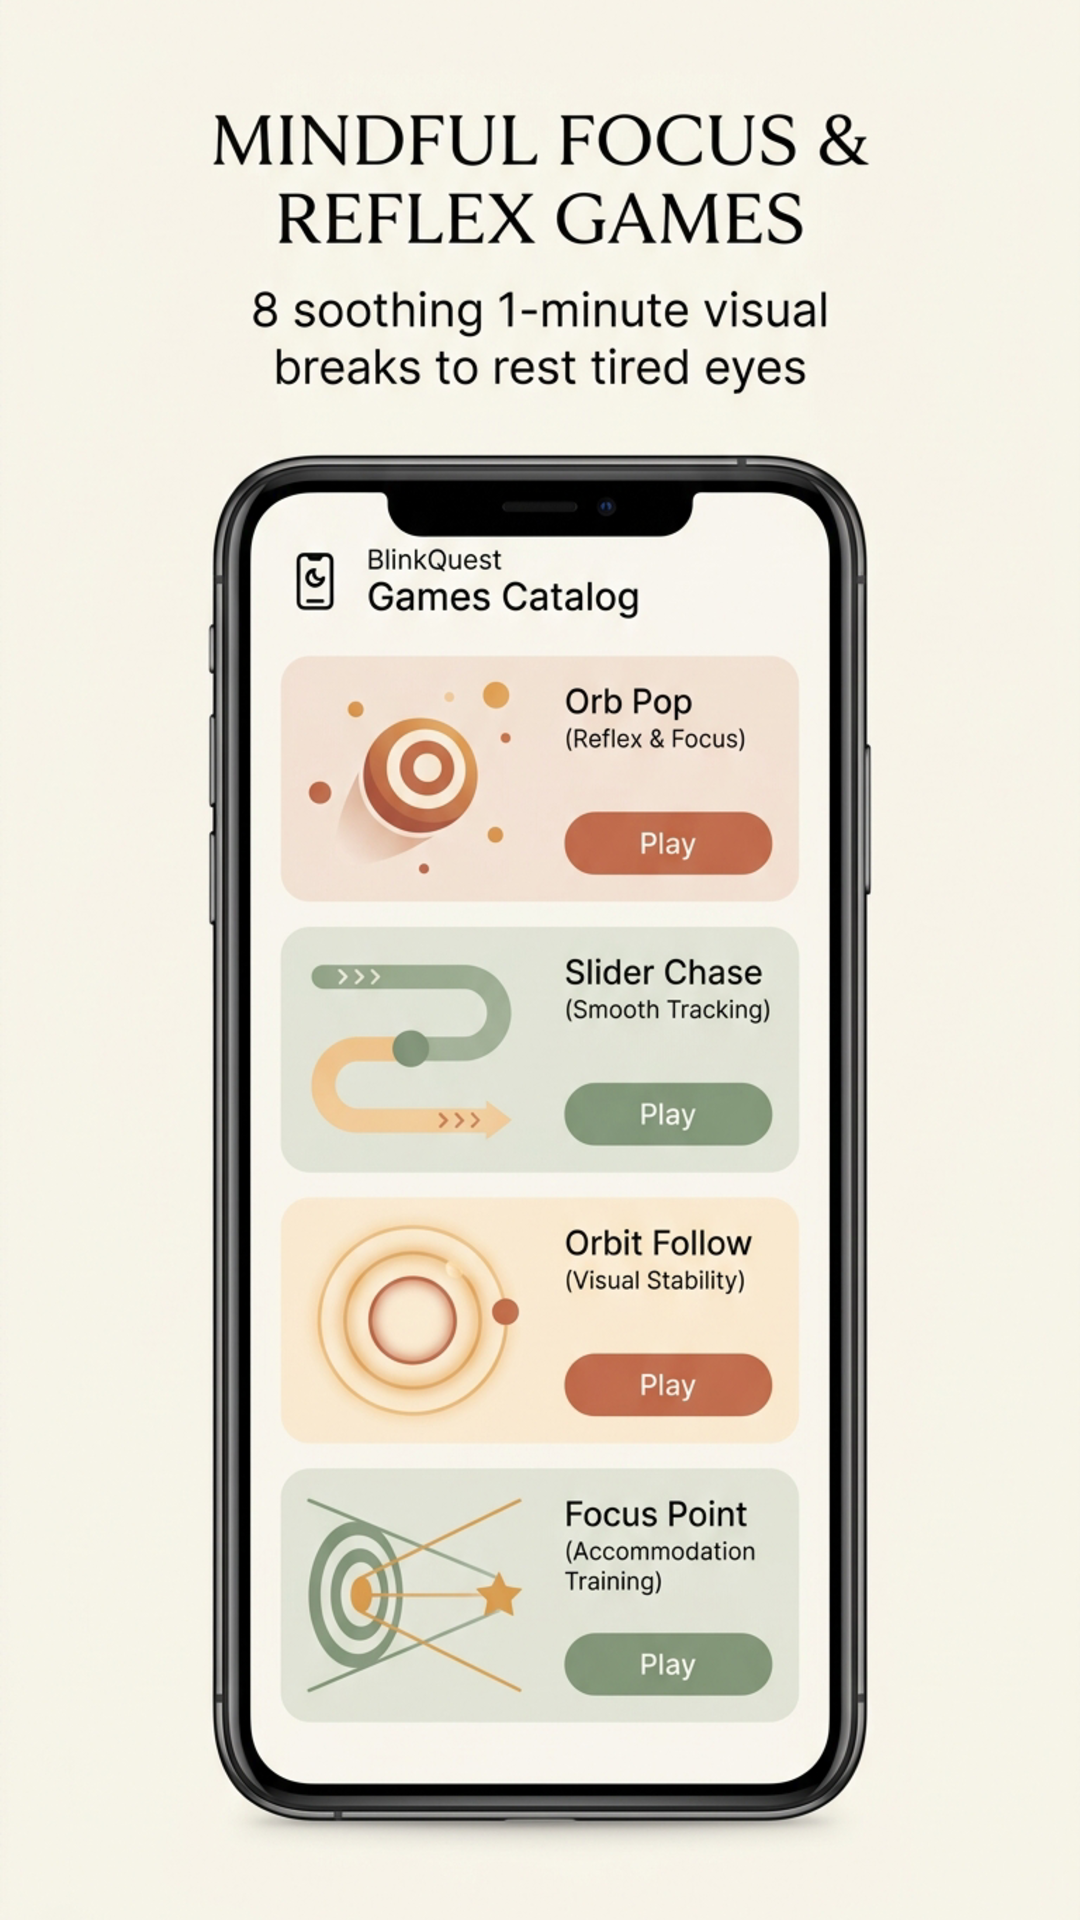 MINDFUL FOCUS &
REFLEX GAMES
8 soothing 1-minute visual
breaks to rest tired eyes
BlinkQuest
Games Catalog
Orb Pop
(Reflex & Focus)
Play
Slider Chase
(Smooth Tracking)
Play
Orbit Follow
(Visual Stability)
Play
Focus Point
(Accommodation
Training)
Play